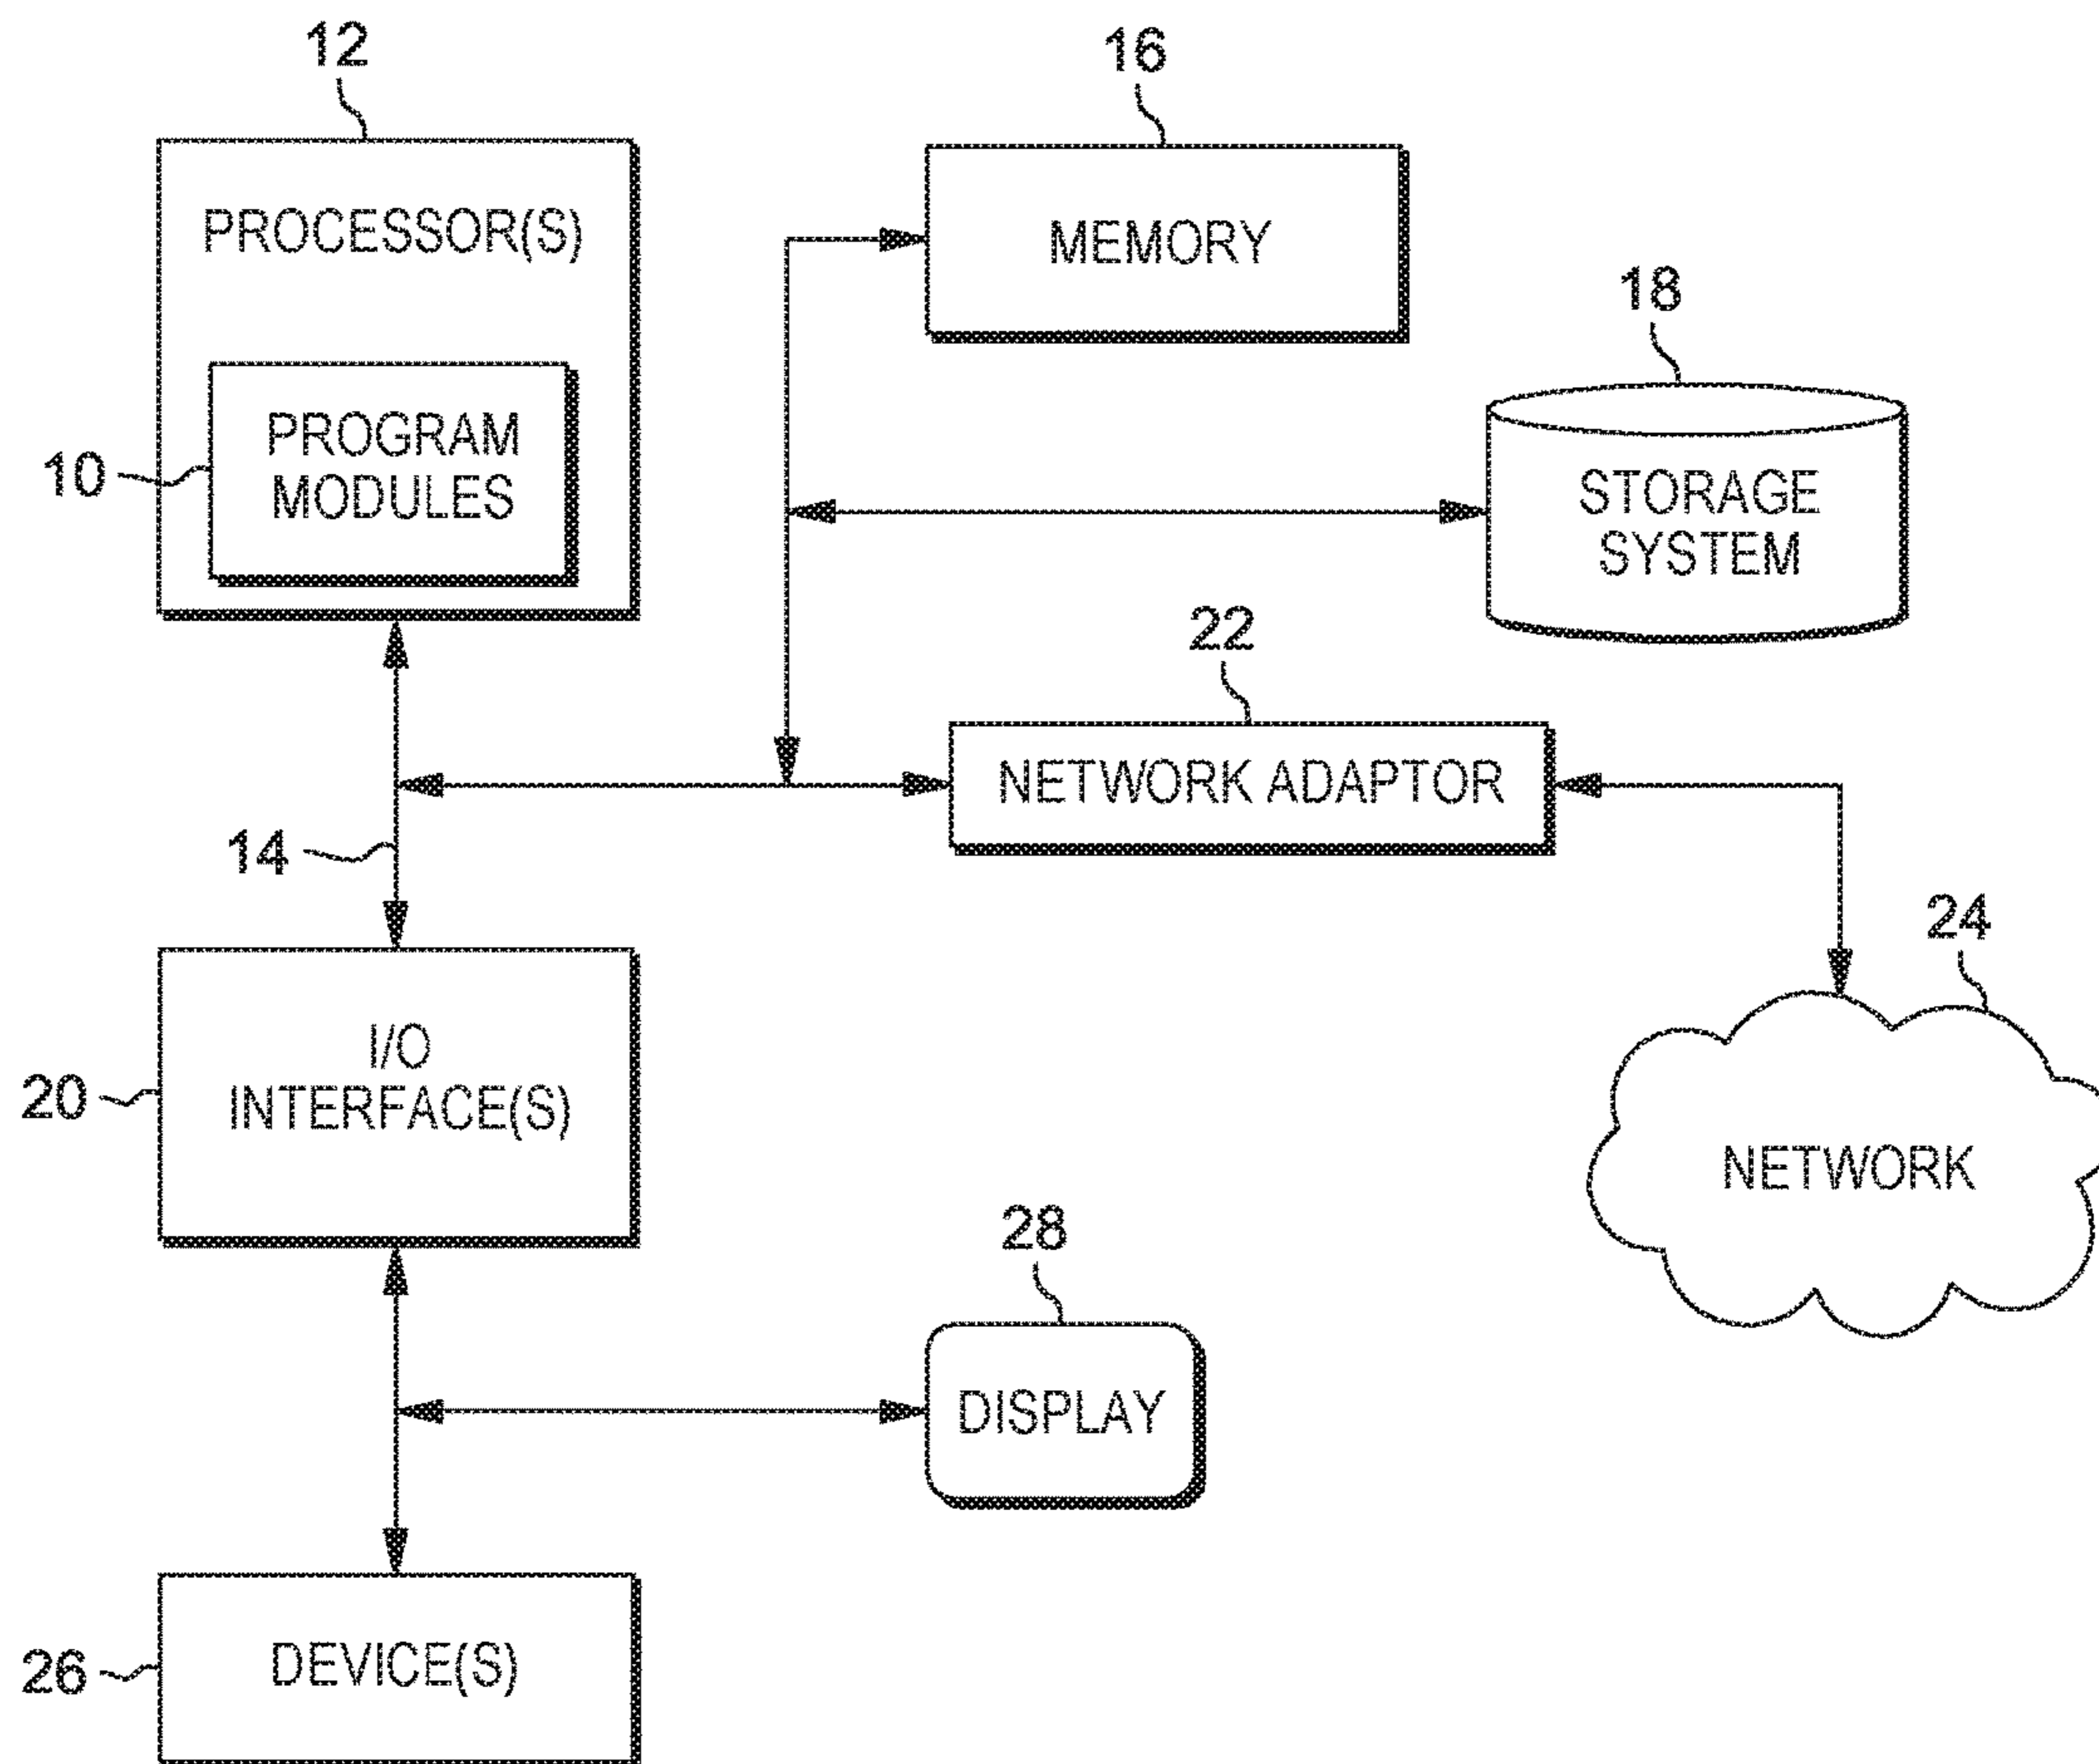 12
16
PROCESSOR(S)
MEMORY
18
10
PROGRAM
MODULES
STORAGE
SYSTEM
22
NETWORK ADAPTOR
14
24
I/O
INTERFACE(S)
20
NETWORK
28
DISPLAY
26
DEVICE(S)